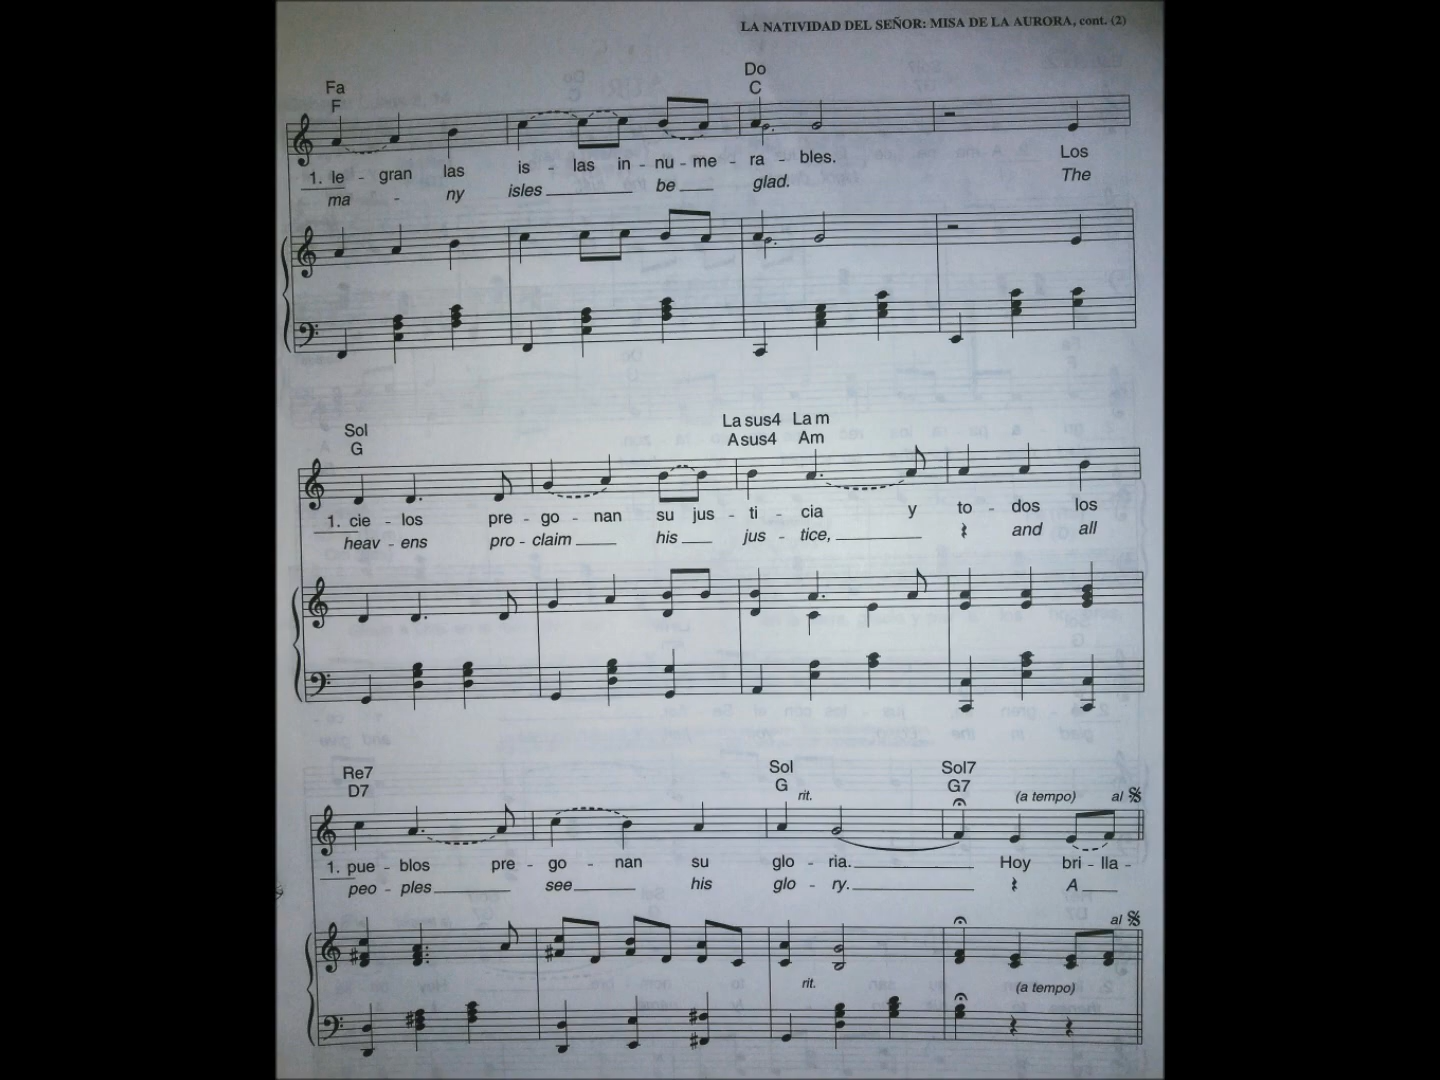 LA NATIVIDAD DEL SEÑOR: MISA DE LA AURORA, cont. (2)
Fa Do
F C
1. le - gran las is - las in - nu - me - ra - bles. Los
ma - ny isles be glad. The
Sol La sus4 La m
G A sus4 Am
1. cie - los pre - go - nan su jus - ti - cia y to - dos los
heav - ens pro - claim his jus - tice, and all
Re7 Sol Sol7
D7 G rit. G7 (a tempo) al
1. pue - blos pre - go - nan su glo - ria. Hoy bri - lla -
peo - ples see his glo - ry. A
al
rit. (a tempo)